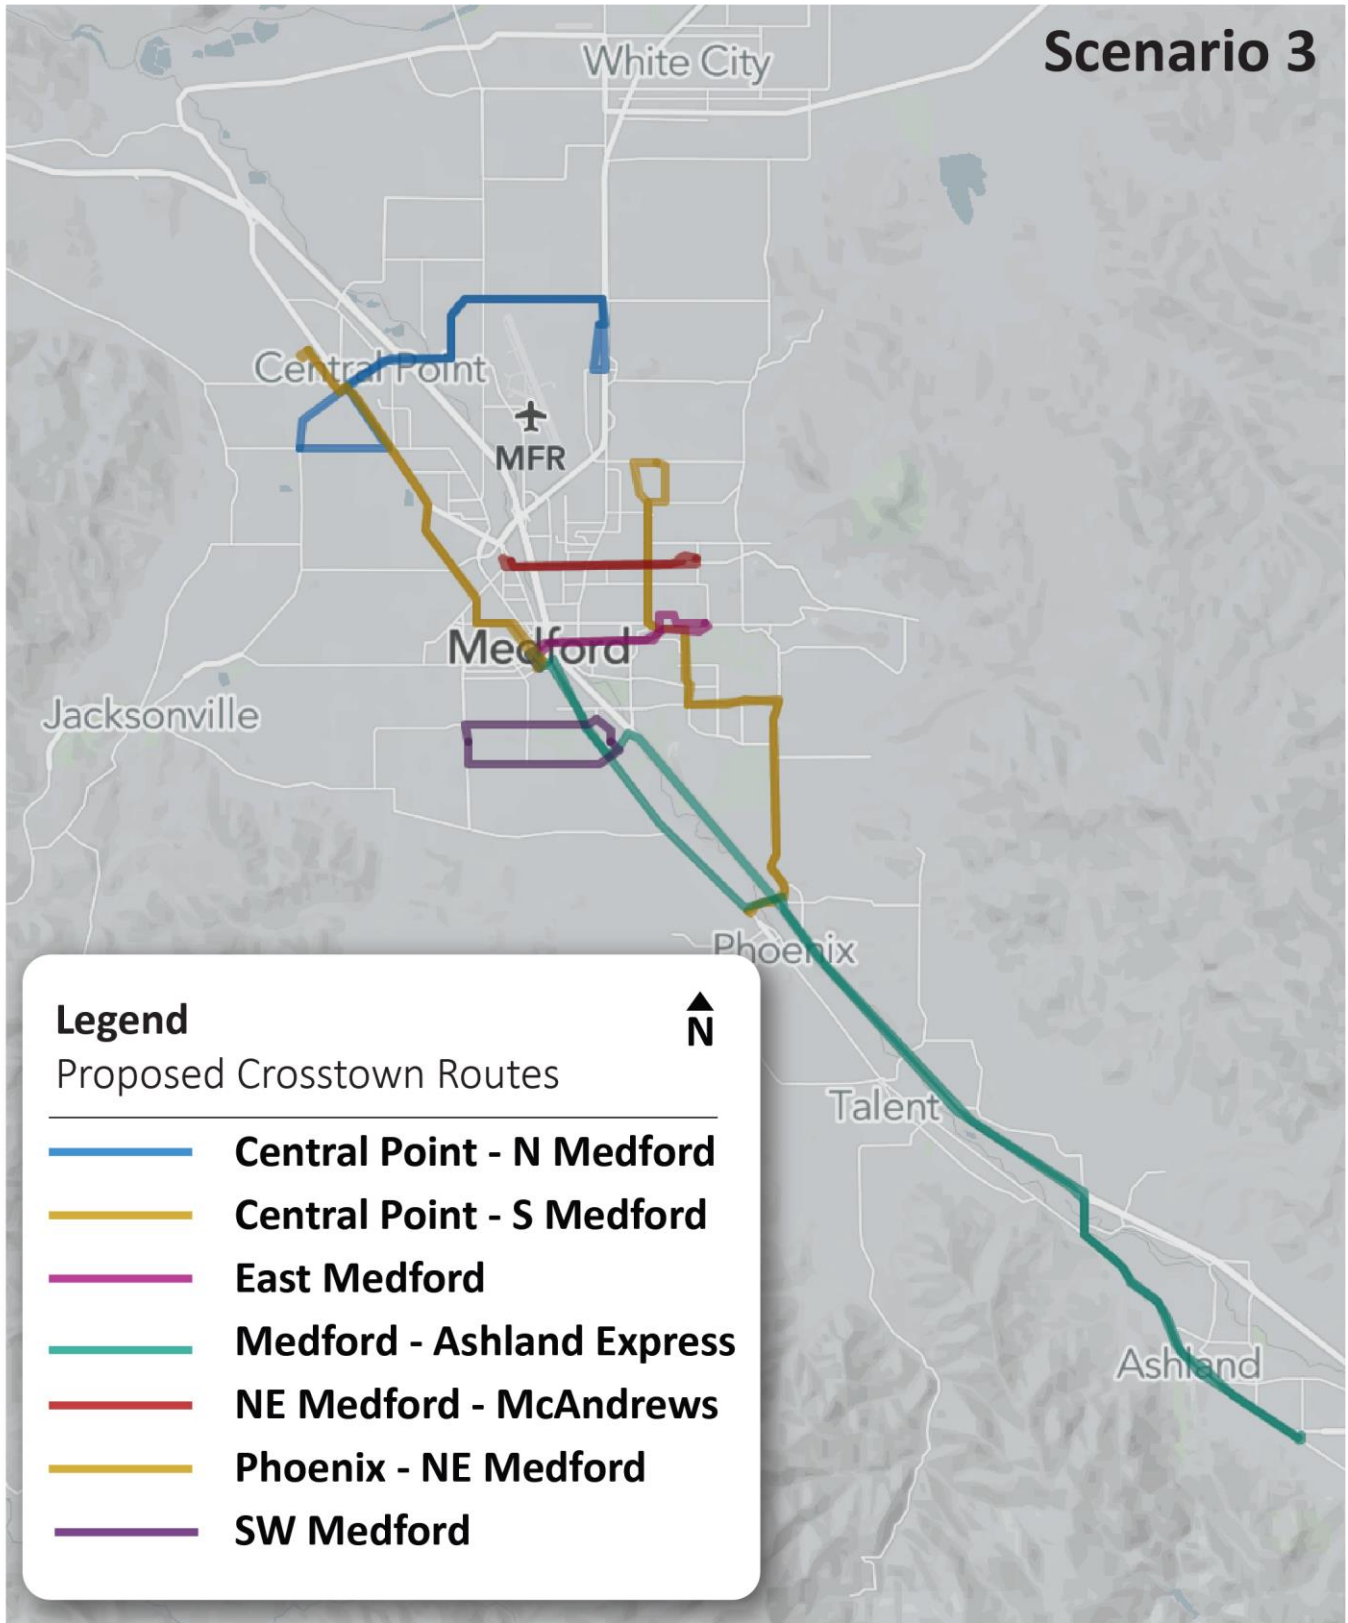 Scenario 3
White City
Central Point
MFR
Medford
Jacksonville
Phoenix
Talent
Ashland
Legend
N
Proposed Crosstown Routes
Central Point - N Medford
Central Point - S Medford
East Medford
Medford - Ashland Express
NE Medford - McAndrews
Phoenix - NE Medford
SW Medford